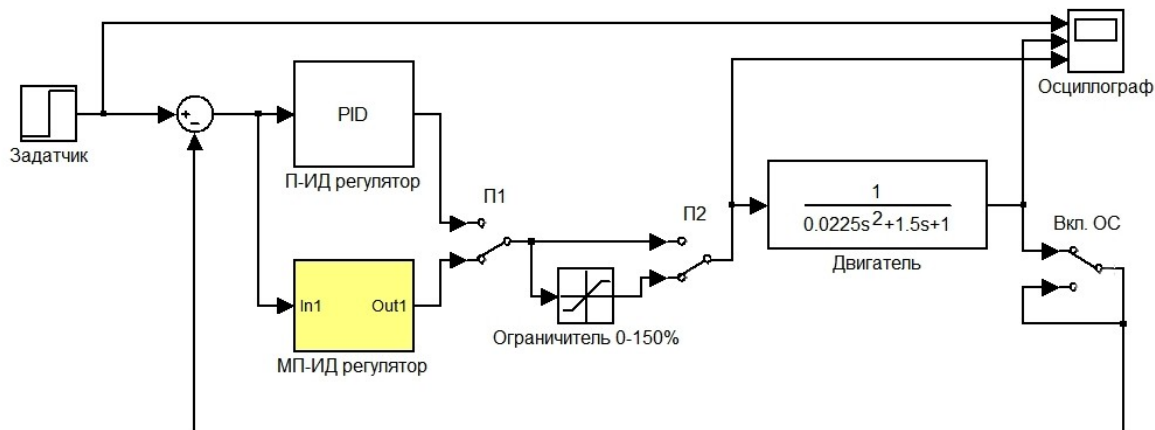 Осциллограф
Задатчик
+
−
PID
П-ИД регулятор
П1
П2
1
0.0225s²+1.5s+1
Двигатель
Вкл. ОС
In1
Out1
МП-ИД регулятор
Ограничитель 0-150%